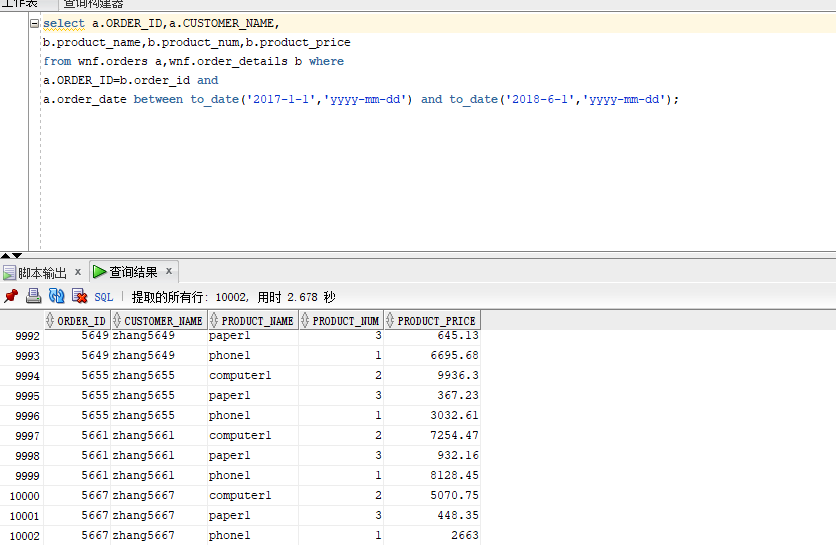 工作表 查询构建器
select a.ORDER_ID,a.CUSTOMER_NAME,
b.product_name,b.product_num,b.product_price
from wnf.orders a,wnf.order_details b where
a.ORDER_ID=b.order_id and
a.order_date between to_date('2017-1-1','yyyy-mm-dd') and to_date('2018-6-1','yyyy-mm-dd');
脚本输出 x 查询结果 x
SQL | 提取的所有行: 10002, 用时 2.678 秒
ORDER_ID CUSTOMER_NAME PRODUCT_NAME PRODUCT_NUM PRODUCT_PRICE
9992 5649 zhang5649 paper1 3 645.13
9993 5649 zhang5649 phone1 1 6695.68
9994 5655 zhang5655 computer1 2 9936.3
9995 5655 zhang5655 paper1 3 367.23
9996 5655 zhang5655 phone1 1 3032.61
9997 5661 zhang5661 computer1 2 7254.47
9998 5661 zhang5661 paper1 3 932.16
9999 5661 zhang5661 phone1 1 8128.45
10000 5667 zhang5667 computer1 2 5070.75
10001 5667 zhang5667 paper1 3 448.35
10002 5667 zhang5667 phone1 1 2663